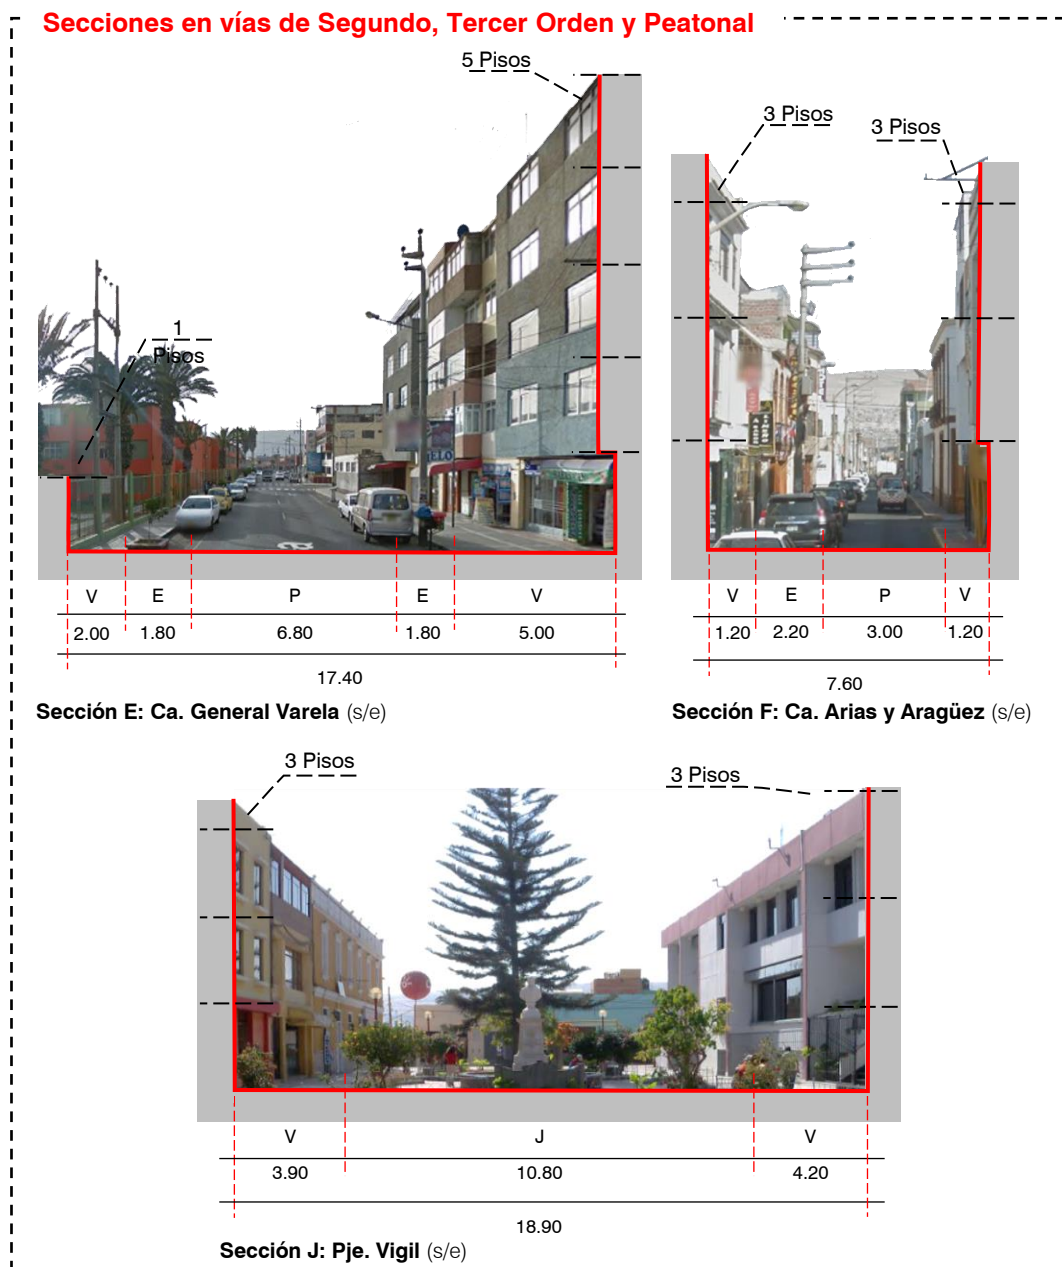 Secciones en vías de Segundo, Tercer Orden y Peatonal
5 Pisos
1
Pisos
V E P E V
2.00 1.80 6.80 1.80 5.00
17.40
Sección E: Ca. General Varela (s/e)
3 Pisos
3 Pisos
V E P V
1.20 2.20 3.00 1.20
7.60
Sección F: Ca. Arias y Aragüez (s/e)
3 Pisos
3 Pisos
V J V
3.90 10.80 4.20
18.90
Sección J: Pje. Vigil (s/e)